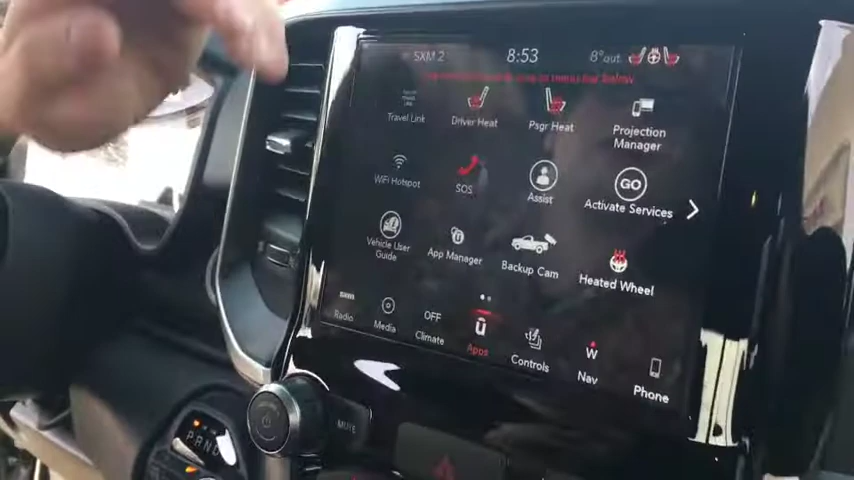 SXM 2 8:53 8°out
Travel Link Driver Heat Psgr Heat Projection
Manager
WiFi Hotspot SOS Assist GO
Activate Services
Vehicle User
Guide App Manager Backup Cam Heated Wheel
Radio Media OFF
Climate Apps Controls W
Nav Phone
MUTE
PRND